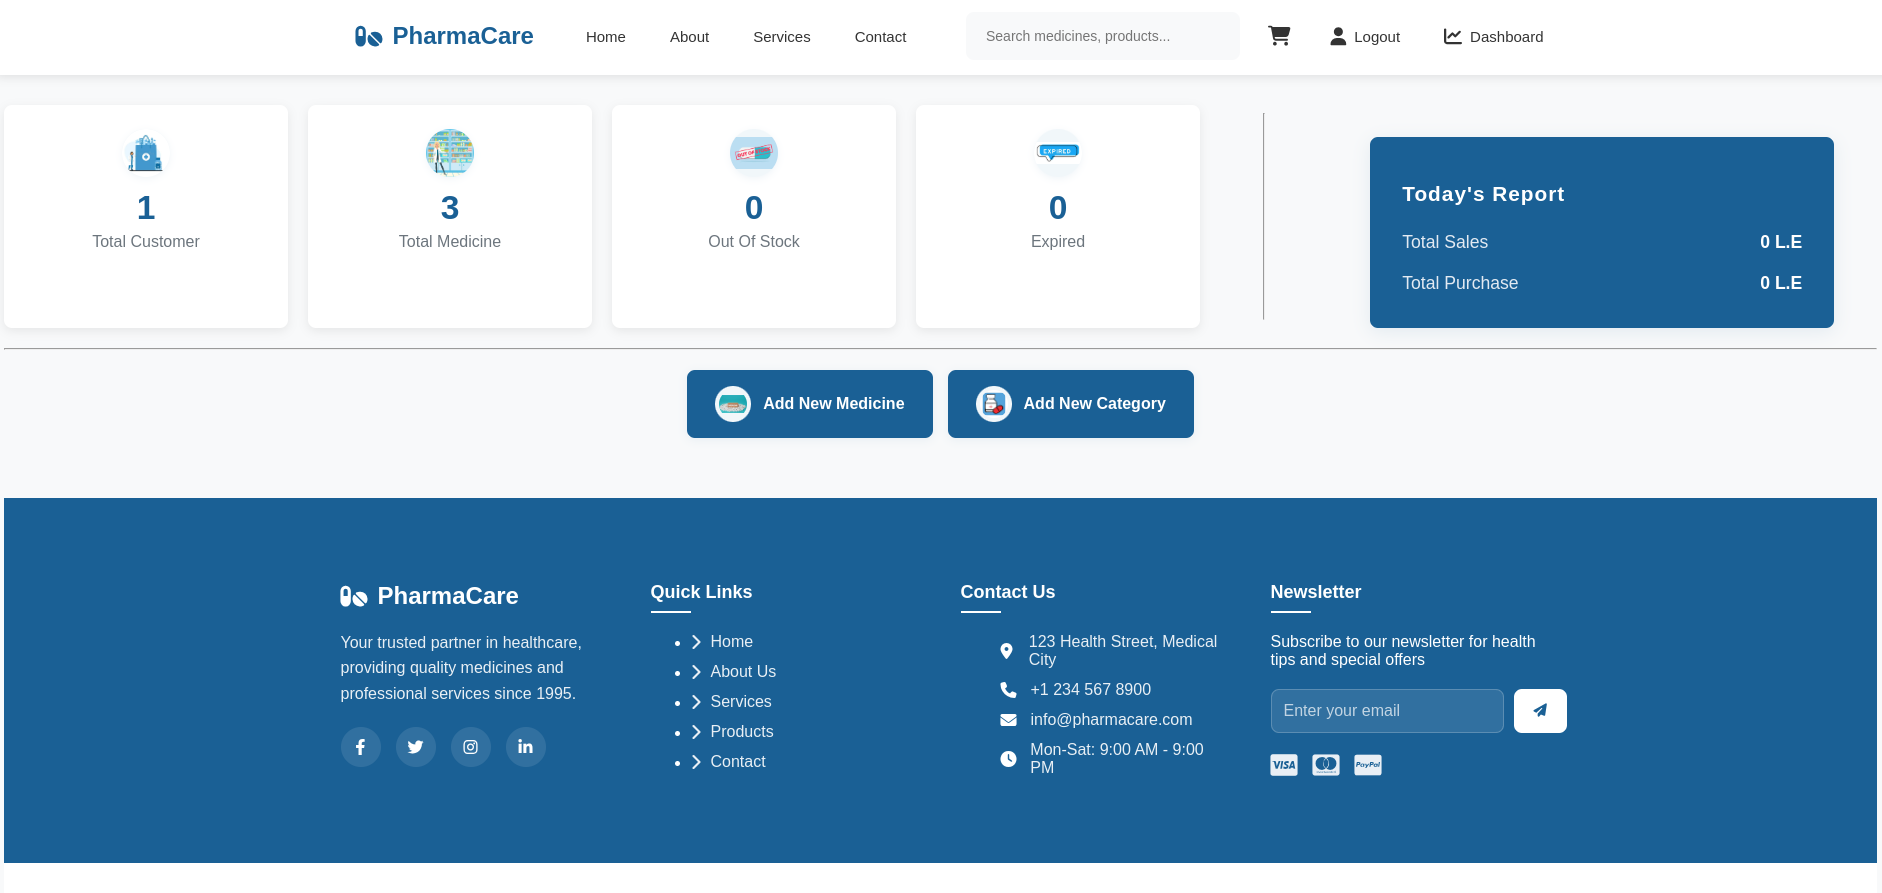 PharmaCare
Home
About
Services
Contact
Search medicines, products...
Logout
Dashboard
1
Total Customer
3
Total Medicine
0
Out Of Stock
EXPIRED
0
Expired
Today's Report
Total Sales
0 L.E
Total Purchase
0 L.E
Add New Medicine
Add New Category
PharmaCare
Your trusted partner in healthcare,
providing quality medicines and
professional services since 1995.
Quick Links
Home
About Us
Services
Products
Contact
Contact Us
123 Health Street, Medical
City
+1 234 567 8900
info@pharmacare.com
Mon-Sat: 9:00 AM - 9:00
PM
Newsletter
Subscribe to our newsletter for health
tips and special offers
Enter your email
VISA
PayPal